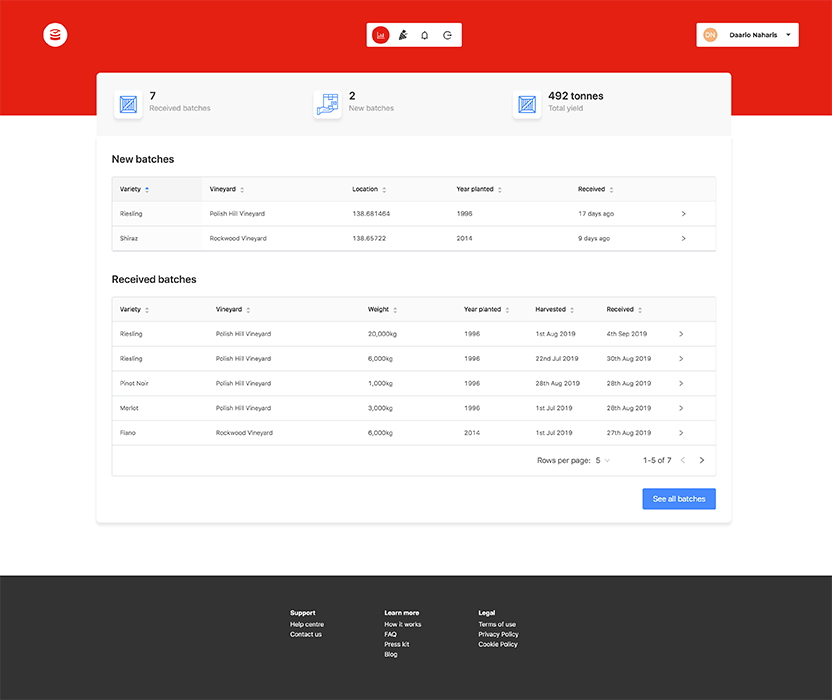 DN Daario Naharis
7
Received batches
2
New batches
492 tonnes
Total yield
New batches
Variety Vineyard Location Year planted Received
Riesling Polish Hill Vineyard 138.681464 1996 17 days ago
Shiraz Rockwood Vineyard 138.65722 2014 9 days ago
Received batches
Variety Vineyard Weight Year planted Harvested Received
Riesling Polish Hill Vineyard 20,000kg 1996 1st Aug 2019 4th Sep 2019
Riesling Polish Hill Vineyard 6,000kg 1996 22nd Jul 2019 30th Aug 2019
Pinot Noir Polish Hill Vineyard 1,000kg 1996 28th Aug 2019 28th Aug 2019
Merlot Polish Hill Vineyard 3,000kg 1996 1st Jul 2019 28th Aug 2019
Fiano Rockwood Vineyard 6,000kg 2014 1st Jul 2019 27th Aug 2019
Rows per page: 5 1-5 of 7
See all batches
Support
Help centre
Contact us
Learn more
How it works
FAQ
Press kit
Blog
Legal
Terms of use
Privacy Policy
Cookie Policy